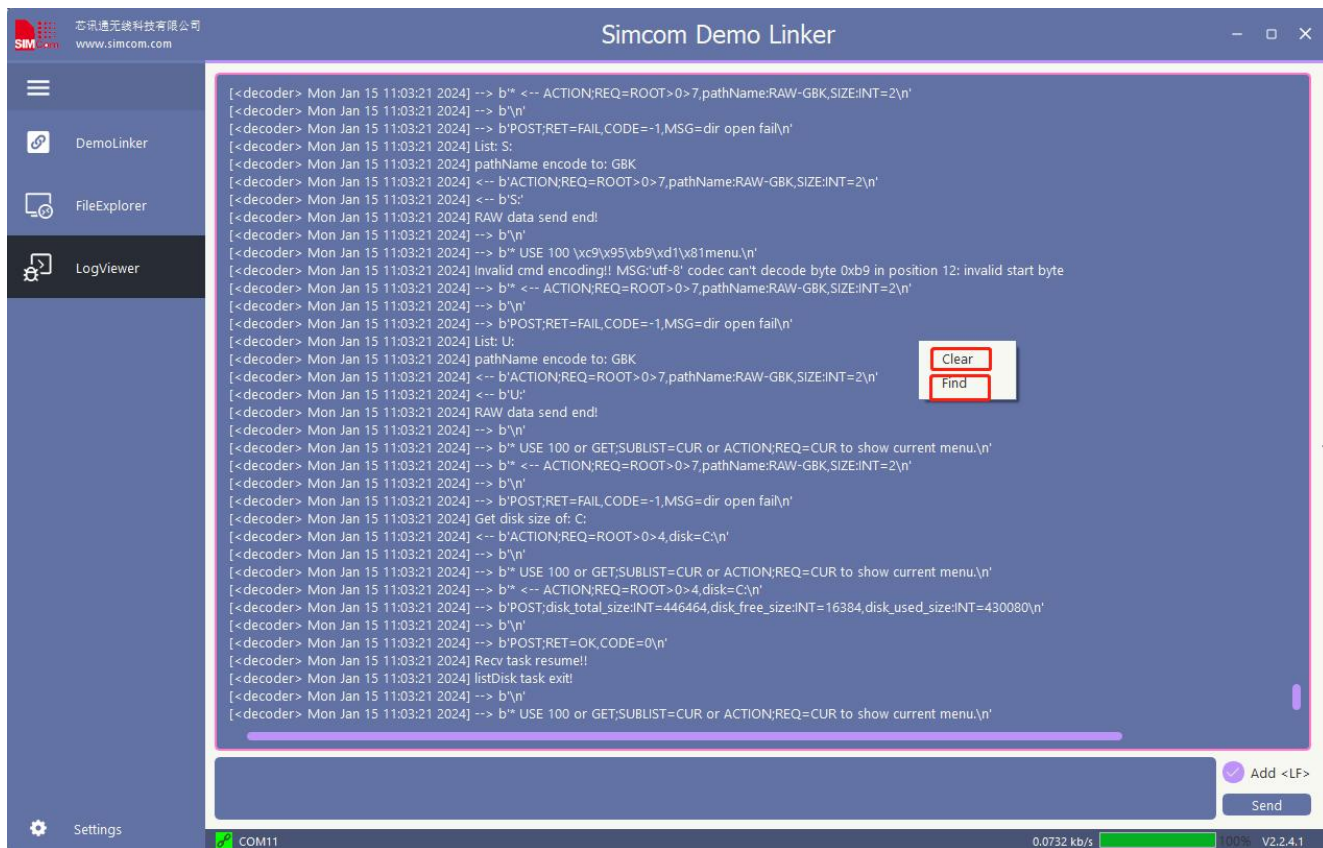 SIMCom
芯讯通无线科技有限公司
www.simcom.com
Simcom Demo Linker
DemoLinker
FileExplorer
LogViewer
[<decoder> Mon Jan 15 11:03:21 2024] --> b'* <-- ACTION;REQ=ROOT>0>7,pathName:RAW-GBK,SIZE:INT=2\n'
[<decoder> Mon Jan 15 11:03:21 2024] --> b'\n'
[<decoder> Mon Jan 15 11:03:21 2024] --> b'POST;RET=FAIL,CODE=-1,MSG=dir open fail\n'
[<decoder> Mon Jan 15 11:03:21 2024] List: S:
[<decoder> Mon Jan 15 11:03:21 2024] pathName encode to: GBK
[<decoder> Mon Jan 15 11:03:21 2024] <-- b'ACTION;REQ=ROOT>0>7,pathName:RAW-GBK,SIZE:INT=2\n'
[<decoder> Mon Jan 15 11:03:21 2024] <-- b'S:'
[<decoder> Mon Jan 15 11:03:21 2024] RAW data send end!
[<decoder> Mon Jan 15 11:03:21 2024] --> b'\n'
[<decoder> Mon Jan 15 11:03:21 2024] --> b'* USE 100 \xc9\x95\xb9\xd1\x81menu.\n'
[<decoder> Mon Jan 15 11:03:21 2024] Invalid cmd encoding!! MSG:'utf-8' codec can't decode byte 0xb9 in position 12: invalid start byte
[<decoder> Mon Jan 15 11:03:21 2024] --> b'* <-- ACTION;REQ=ROOT>0>7,pathName:RAW-GBK,SIZE:INT=2\n'
[<decoder> Mon Jan 15 11:03:21 2024] --> b'\n'
[<decoder> Mon Jan 15 11:03:21 2024] --> b'POST;RET=FAIL,CODE=-1,MSG=dir open fail\n'
[<decoder> Mon Jan 15 11:03:21 2024] List: U:
[<decoder> Mon Jan 15 11:03:21 2024] pathName encode to: GBK
[<decoder> Mon Jan 15 11:03:21 2024] <-- b'ACTION;REQ=ROOT>0>7,pathName:RAW-GBK,SIZE:INT=2\n'
[<decoder> Mon Jan 15 11:03:21 2024] <-- b'U:'
[<decoder> Mon Jan 15 11:03:21 2024] RAW data send end!
[<decoder> Mon Jan 15 11:03:21 2024] --> b'\n'
[<decoder> Mon Jan 15 11:03:21 2024] --> b'* USE 100 or GET;SUBLIST=CUR or ACTION;REQ=CUR to show current menu.\n'
[<decoder> Mon Jan 15 11:03:21 2024] --> b'* <-- ACTION;REQ=ROOT>0>7,pathName:RAW-GBK,SIZE:INT=2\n'
[<decoder> Mon Jan 15 11:03:21 2024] --> b'\n'
[<decoder> Mon Jan 15 11:03:21 2024] --> b'POST;RET=FAIL,CODE=-1,MSG=dir open fail\n'
[<decoder> Mon Jan 15 11:03:21 2024] Get disk size of: C:
[<decoder> Mon Jan 15 11:03:21 2024] <-- b'ACTION;REQ=ROOT>0>4,disk=C:\n'
[<decoder> Mon Jan 15 11:03:21 2024] --> b'\n'
[<decoder> Mon Jan 15 11:03:21 2024] --> b'* USE 100 or GET;SUBLIST=CUR or ACTION;REQ=CUR to show current menu.\n'
[<decoder> Mon Jan 15 11:03:21 2024] --> b'* <-- ACTION;REQ=ROOT>0>4,disk=C:\n'
[<decoder> Mon Jan 15 11:03:21 2024] --> b'POST;disk_total_size:INT=446464,disk_free_size:INT=16384,disk_used_size:INT=430080\n'
[<decoder> Mon Jan 15 11:03:21 2024] --> b'\n'
[<decoder> Mon Jan 15 11:03:21 2024] --> b'POST;RET=OK,CODE=0\n'
[<decoder> Mon Jan 15 11:03:21 2024] Recv task resume!!
[<decoder> Mon Jan 15 11:03:21 2024] listDisk task exit!
[<decoder> Mon Jan 15 11:03:21 2024] --> b'\n'
[<decoder> Mon Jan 15 11:03:21 2024] --> b'* USE 100 or GET;SUBLIST=CUR or ACTION;REQ=CUR to show current menu.\n'
Clear
Find
Add <LF>
Send
Settings
COM11
0.0732 kb/s
100%
V2.2.4.1